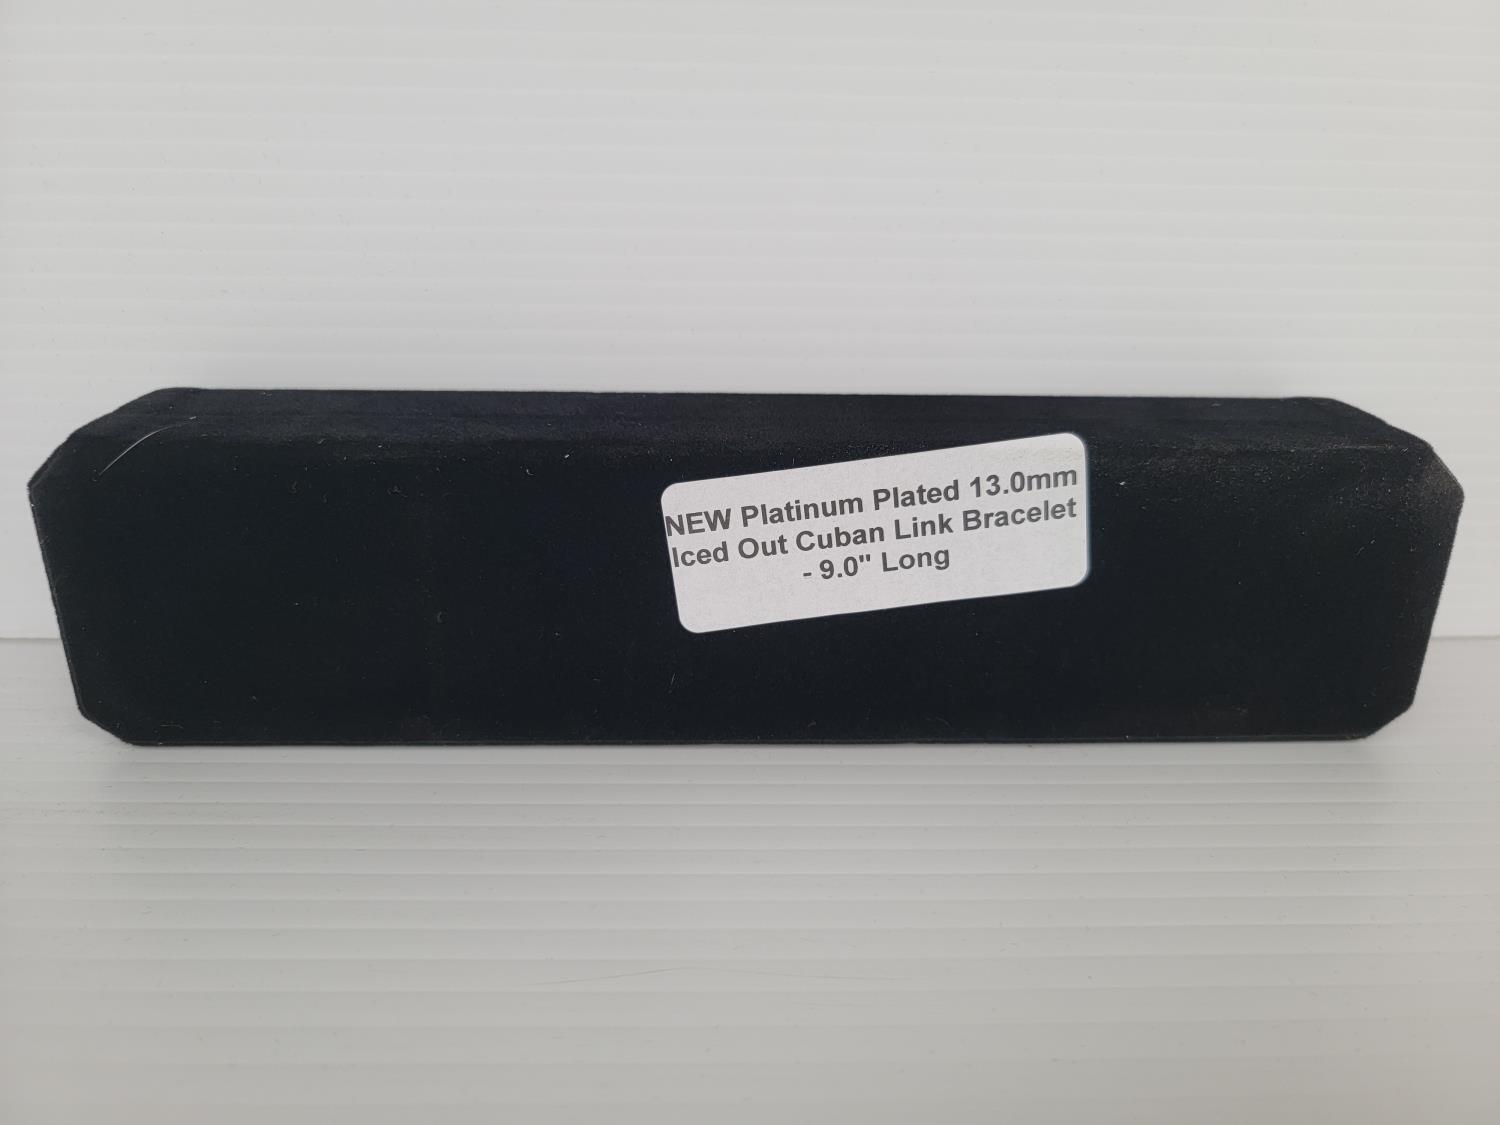 NEW Platinum Plated 13.0mm
Iced Out Cuban Link Bracelet
- 9.0" Long